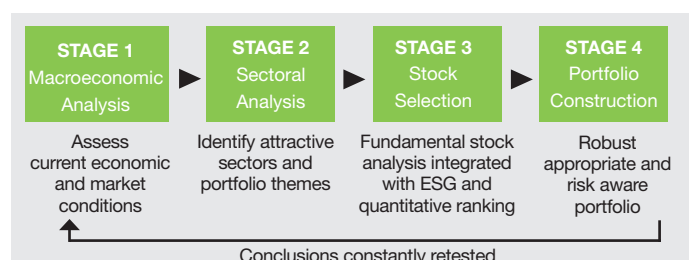 STAGE 1
Macroeconomic
Analysis
STAGE 2
Sectoral
Analysis
STAGE 3
Stock
Selection
STAGE 4
Portfolio
Construction
Assess
current economic
and market
conditions
Identify attractive
sectors and
portfolio themes
Fundamental stock
analysis integrated
with ESG and
quantitative ranking
Robust
appropriate and
risk aware
portfolio
Conclusions constantly retested